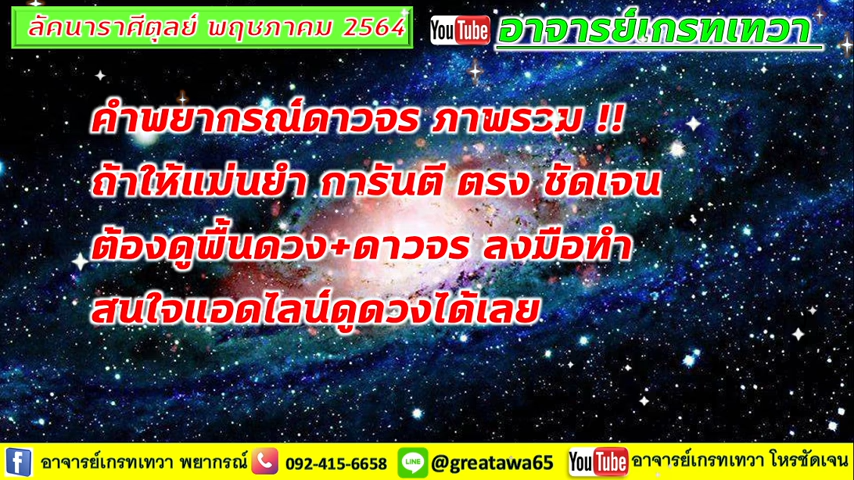 ลัคนาราศีตุลย์ พฤษภาคม 2564 YouTube อาจารย์เกรทเทวา
คำพยากรณ์ดาวจร ภาพรวม !!
ถ้าให้แม่นยำ การันตี ตรง ชัดเจน
ต้องดูพื้นดวง+ดาวจร ลงมือทำ
สนใจแอดไลน์ดูดวงได้เลย
f อาจารย์เกรทเทวา พยากรณ์ 092-415-6658 LINE @greatawa65 YouTube อาจารย์เกรทเทวา โหรชัดเจน